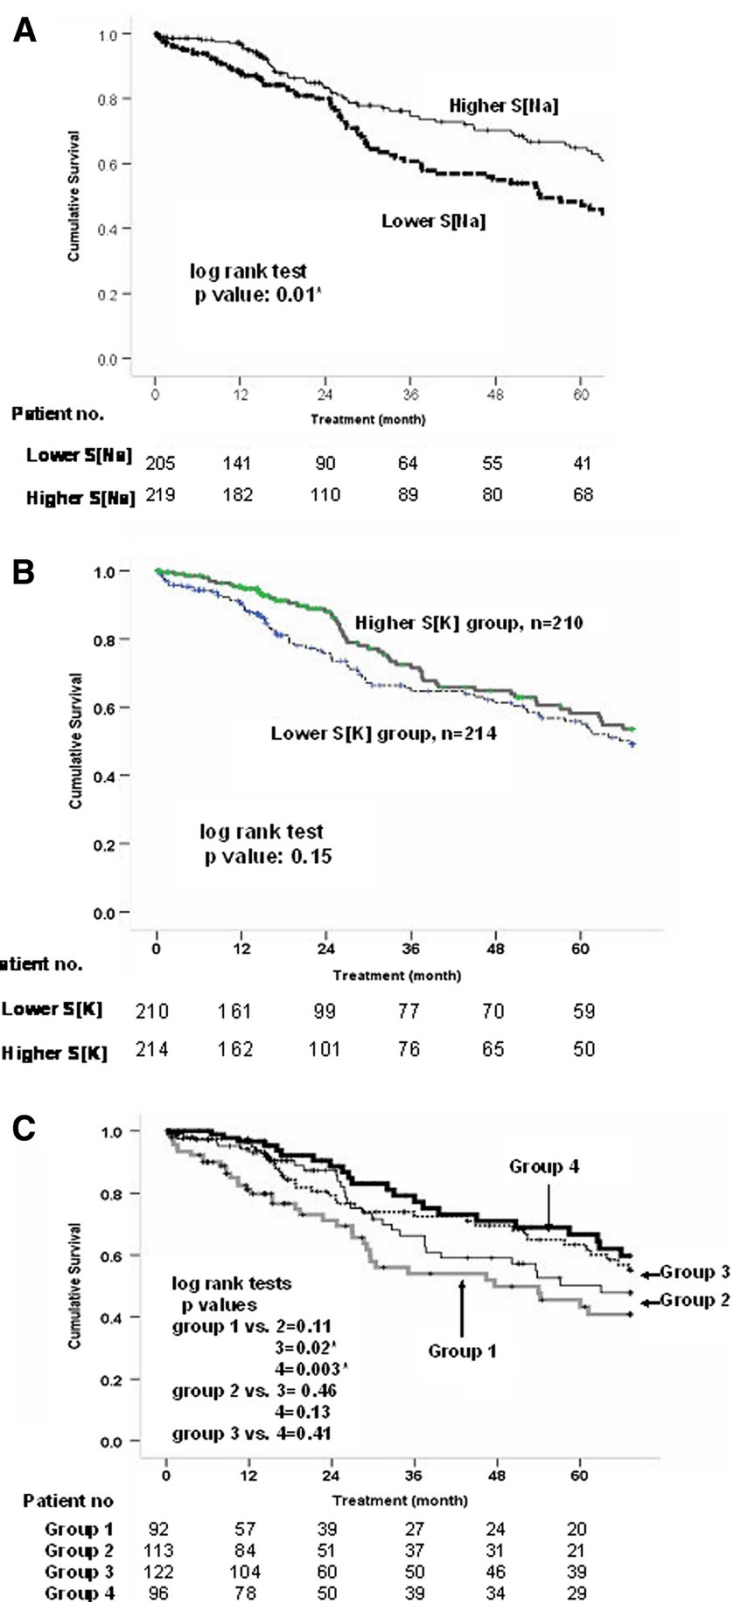 A
1.0
0.8
0.6
0.4
0.2
0.0
Cumulative Survival
Higher S[Na]
Lower S[Na]
log rank test
p value: 0.01*
0 12 24 36 48 60
Treatment (month)
Patient no.
Lower S[Na] 205 141 90 64 55 41
Higher S[Na] 219 182 110 89 80 68
B
1.0
0.8
0.6
0.4
0.2
0.0
Cumulative Survival
Higher S[K] group, n=210
Lower S[K] group, n=214
log rank test
p value: 0.15
0 12 24 36 48 60
Treatment (month)
atient no.
Lower S[K] 210 161 99 77 70 59
Higher S[K] 214 162 101 76 65 50
C
1.0
0.8
0.6
0.4
0.2
0.0
Cumulative Survival
Group 4
Group 3
Group 2
Group 1
log rank tests
p values
group 1 vs. 2=0.11
3=0.02*
4=0.003*
group 2 vs. 3= 0.46
4=0.13
group 3 vs. 4=0.41
0 12 24 36 48 60
Treatment (month)
Patient no
Group 1 92 57 39 27 24 20
Group 2 113 84 51 37 31 21
Group 3 122 104 60 50 46 39
Group 4 96 78 50 39 34 29